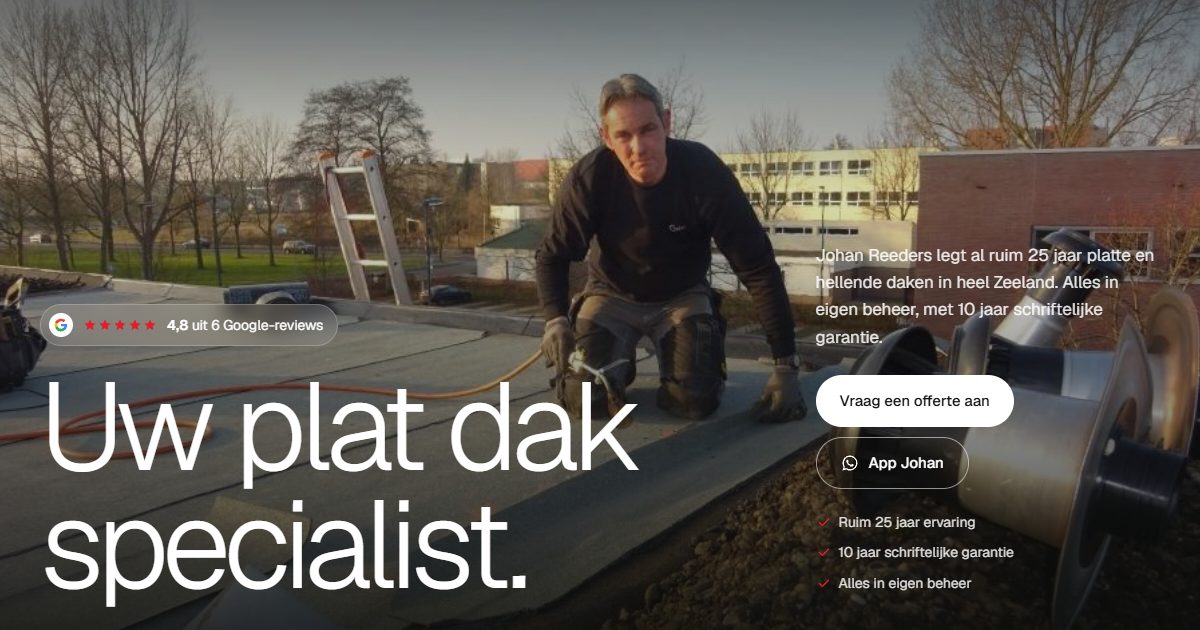 4,8 uit 6 Google-reviews
Uw plat dak
specialist.
Johan Reeders legt al ruim 25 jaar platte en
hellende daken in heel Zeeland. Alles in
eigen beheer, met 10 jaar schriftelijke
garantie.
Vraag een offerte aan
App Johan
Ruim 25 jaar ervaring
10 jaar schriftelijke garantie
Alles in eigen beheer